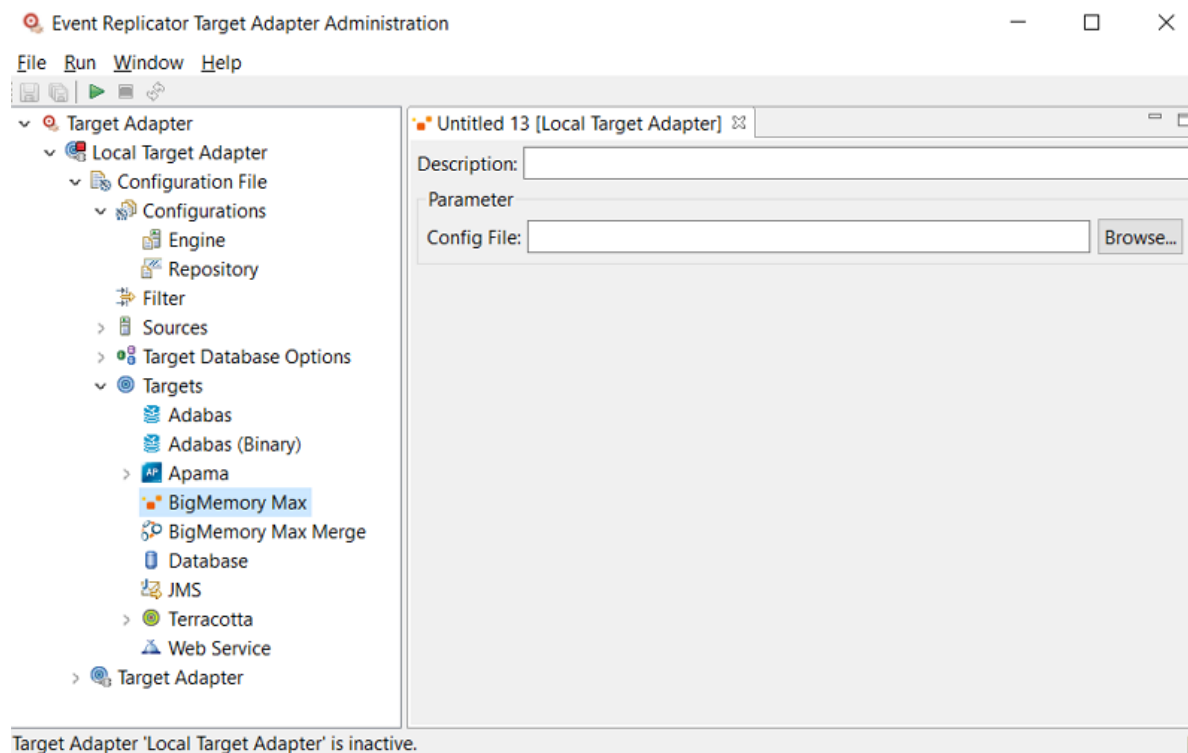 Event Replicator Target Adapter Administration
File Run Window Help
Target Adapter
Local Target Adapter
Configuration File
Configurations
Engine
Repository
Filter
Sources
Target Database Options
Targets
Adabas
Adabas (Binary)
AP Apama
BigMemory Max
BigMemory Max Merge
Database
JMS
Terracotta
Web Service
Target Adapter
Untitled 13 [Local Target Adapter]
Description:
Parameter
Config File: Browse...
Target Adapter 'Local Target Adapter' is inactive.